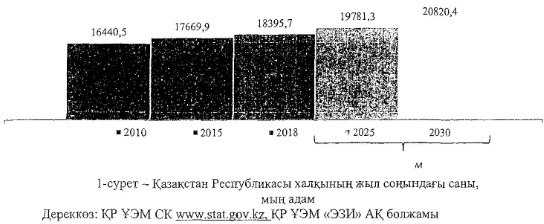 16440,5 17669,9 18395,7 19781,3 20820,4
2010 2015 2018 2025 2030
м
1-сурет – Қазақстан Республикасы халқының жыл соңындағы саны,
мың адам
Дереккөз: ҚР ҰЭМ СК www.stat.gov.kz, ҚР ҰЭМ «ЭЗИ» АҚ болжамы